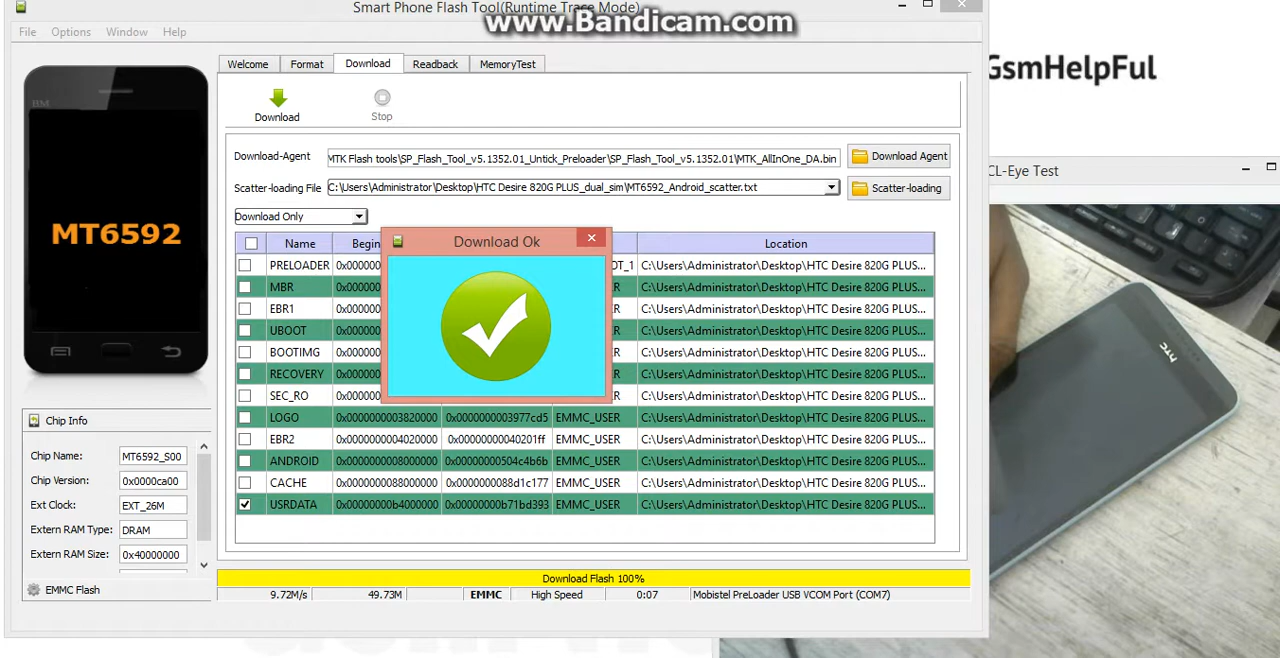 Smart Phone Flash Tool(Runtime Trace Mode)
www.Bandicam.com
File Options Window Help
GsmHelpFul
BM
MT6592
Welcome Format Download Readback MemoryTest
Download Stop
Download-Agent MTK Flash tools\SP_Flash_Tool_v5.1352.01_Untick_Preloader\SP_Flash_Tool_v5.1352.01\MTK_AllInOne_DA.bin Download Agent
Scatter-loading File C:\Users\Administrator\Desktop\HTC Desire 820G PLUS_dual_sim\MT6592_Android_scatter.txt Scatter-loading
Download Only
CL-Eye Test
Download Ok
Name Begin Location
PRELOADER 0x00000 OT_1 C:\Users\Administrator\Desktop\HTC Desire 820G PLUS...
MBR 0x00000 C:\Users\Administrator\Desktop\HTC Desire 820G PLUS...
EBR1 0x00000 C:\Users\Administrator\Desktop\HTC Desire 820G PLUS...
UBOOT 0x00000 C:\Users\Administrator\Desktop\HTC Desire 820G PLUS...
BOOTIMG 0x00000 C:\Users\Administrator\Desktop\HTC Desire 820G PLUS...
RECOVERY 0x00000 C:\Users\Administrator\Desktop\HTC Desire 820G PLUS...
SEC_RO 0x00000 C:\Users\Administrator\Desktop\HTC Desire 820G PLUS...
LOGO 0x0000000003820000 0x0000000003977cd5 EMMC_USER C:\Users\Administrator\Desktop\HTC Desire 820G PLUS...
EBR2 0x0000000004020000 0x00000000040201ff EMMC_USER C:\Users\Administrator\Desktop\HTC Desire 820G PLUS...
ANDROID 0x0000000008000000 0x00000000504c4b6b EMMC_USER C:\Users\Administrator\Desktop\HTC Desire 820G PLUS...
CACHE 0x0000000088000000 0x0000000088d1c177 EMMC_USER C:\Users\Administrator\Desktop\HTC Desire 820G PLUS...
USRDATA 0x00000000b4000000 0x00000000b71bd393 EMMC_USER C:\Users\Administrator\Desktop\HTC Desire 820G PLUS...
Chip Info
Chip Name: MT6592_S00
Chip Version: 0x0000ca00
Ext Clock: EXT_26M
Extern RAM Type: DRAM
Extern RAM Size: 0x40000000
EMMC Flash
Download Flash 100%
9.72M/s 49.73M EMMC High Speed 0:07 Mobistel PreLoader USB VCOM Port (COM7)
htc